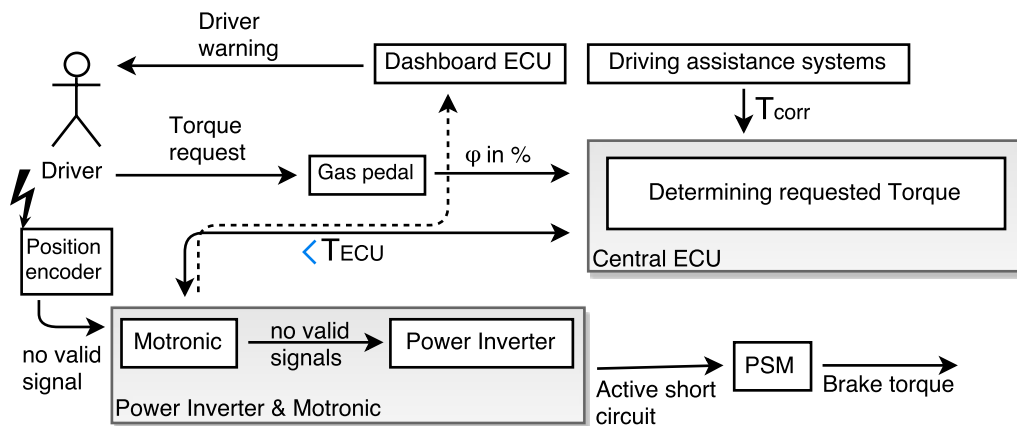 Driver
warning
Dashboard ECU
Driving assistance systems
Tcorr
Torque
request
Driver
Gas pedal
φ in %
Determining requested Torque
Central ECU
Position
encoder
TECU
no valid
signal
Motronic
no valid
signals
Power Inverter
Power Inverter & Motronic
Active short
circuit
PSM
Brake torque